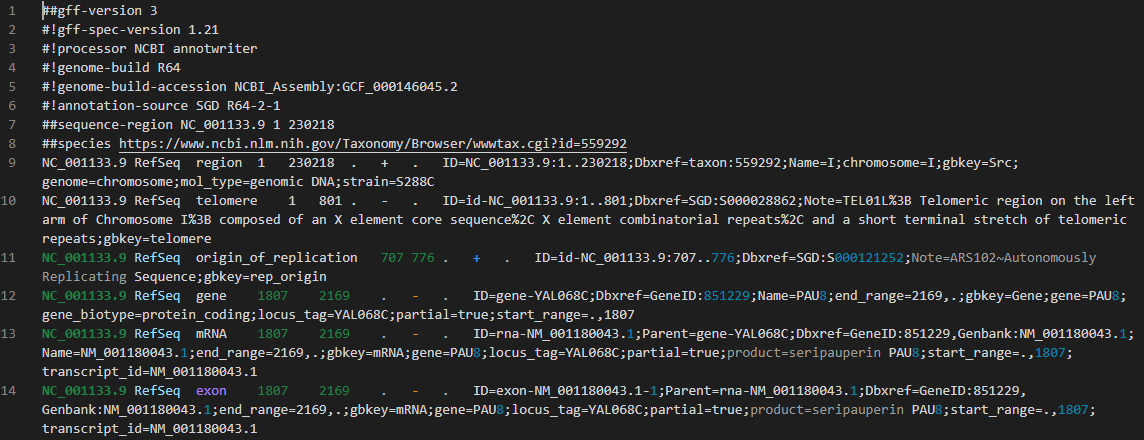 1 ##gff-version 3
2 #!gff-spec-version 1.21
3 #!processor NCBI annotwriter
4 #!genome-build R64
5 #!genome-build-accession NCBI_Assembly:GCF_000146045.2
6 #!annotation-source SGD R64-2-1
7 ##sequence-region NC_001133.9 1 230218
8 ##species https://www.ncbi.nlm.nih.gov/Taxonomy/Browser/wwwtax.cgi?id=559292
9 NC_001133.9 RefSeq region 1 230218 . + . ID=NC_001133.9:1..230218;Dbxref=taxon:559292;Name=I;chromosome=I;gbkey=Src;
genome=chromosome;mol_type=genomic DNA;strain=S288C
10 NC_001133.9 RefSeq telomere 1 801 . - . ID=id-NC_001133.9:1..801;Dbxref=SGD:S000028862;Note=TEL01L%3B Telomeric region on the left
arm of Chromosome I%3B composed of an X element core sequence%2C X element combinatorial repeats%2C and a short terminal stretch of telomeric
repeats;gbkey=telomere
11 NC_001133.9 RefSeq origin_of_replication 707 776 . + . ID=id-NC_001133.9:707..776;Dbxref=SGD:S000121252;Note=ARS102~Autonomously
Replicating Sequence;gbkey=rep_origin
12 NC_001133.9 RefSeq gene 1807 2169 . - . ID=gene-YAL068C;Dbxref=GeneID:851229;Name=PAU8;end_range=2169,.;gbkey=Gene;gene=PAU8;
gene_biotype=protein_coding;locus_tag=YAL068C;partial=true;start_range=.,1807
13 NC_001133.9 RefSeq mRNA 1807 2169 . - . ID=rna-NM_001180043.1;Parent=gene-YAL068C;Dbxref=GeneID:851229,Genbank:NM_001180043.1;
Name=NM_001180043.1;end_range=2169,.;gbkey=mRNA;gene=PAU8;locus_tag=YAL068C;partial=true;product=seripauperin PAU8;start_range=.,1807;
transcript_id=NM_001180043.1
14 NC_001133.9 RefSeq exon 1807 2169 . - . ID=exon-NM_001180043.1-1;Parent=rna-NM_001180043.1;Dbxref=GeneID:851229,
Genbank:NM_001180043.1;end_range=2169,.;gbkey=mRNA;gene=PAU8;locus_tag=YAL068C;partial=true;product=seripauperin PAU8;start_range=.,1807;
transcript_id=NM_001180043.1